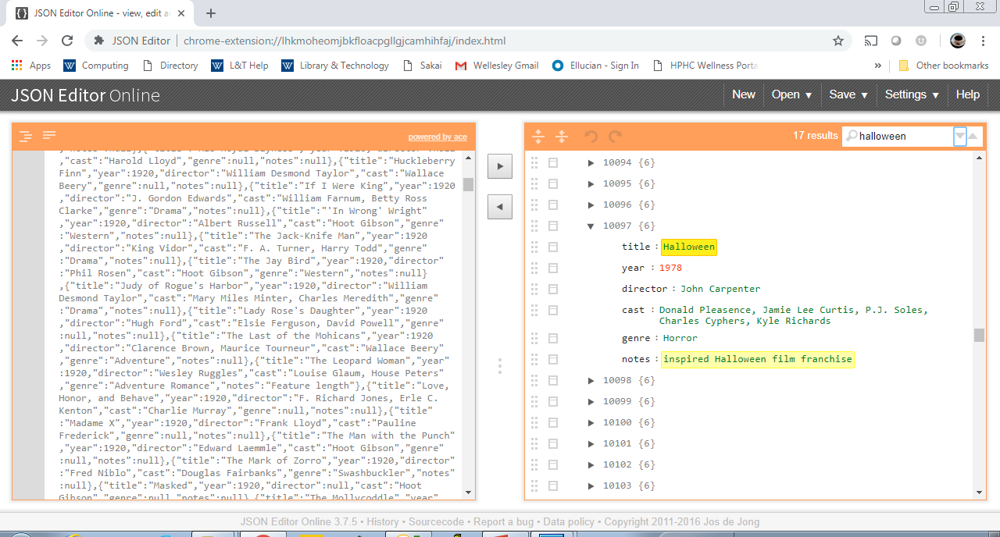 JSON Editor Online - view, edit a
JSON Editor
chrome-extension://lhkmoheomjbkfloacpgllgjcamhihfaj/index.html
Apps
Computing
Directory
L&T Help
Library & Technology
Sakai
Wellesley Gmail
Ellucian - Sign In
HPHC Wellness Porta
»
Other bookmarks
JSON Editor Online
New
Open ▼
Save ▼
Settings ▼
Help
powered by ace
,"cast":"Harold Lloyd","genre":null,"notes":null},{"title":"Huckleberry
Finn","year":1920,"director":"William Desmond Taylor","cast":"Wallace
Beery","genre":null,"notes":null},{"title":"If I Were King","year":1920
,"director":"J. Gordon Edwards","cast":"William Farnum, Betty Ross
Clarke","genre":"Drama","notes":null},{"title":"'In Wrong' Wright"
,"year":1920,"director":"Albert Russell","cast":"Hoot Gibson","genre"
:"Western","notes":null},{"title":"The Jack-Knife Man","year":1920
,"director":"King Vidor","cast":"F. A. Turner, Harry Todd","genre"
:"Drama","notes":null},{"title":"The Jay Bird","year":1920,"director"
:"Phil Rosen","cast":"Hoot Gibson","genre":"Western","notes":null}
,{"title":"Judy of Rogue's Harbor","year":1920,"director":"William
Desmond Taylor","cast":"Mary Miles Minter, Charles Meredith","genre"
:"Drama","notes":null},{"title":"Lady Rose's Daughter","year":1920
,"director":"Hugh Ford","cast":"Elsie Ferguson, David Powell","genre"
:null,"notes":null},{"title":"The Last of the Mohicans","year":1920
,"director":"Clarence Brown, Maurice Tourneur","cast":"Wallace Beery"
,"genre":"Adventure","notes":null},{"title":"The Leopard Woman","year"
:1920,"director":"Wesley Ruggles","cast":"Louise Glaum, House Peters"
,"genre":"Adventure Romance","notes":"Feature length"},{"title":"Love,
Honor, and Behave","year":1920,"director":"F. Richard Jones, Erle C.
Kenton","cast":"Charlie Murray","genre":null,"notes":null},{"title"
:"Madame X","year":1920,"director":"Frank Lloyd","cast":"Pauline
Frederick","genre":null,"notes":null},{"title":"The Man with the Punch"
,"year":1920,"director":"Edward Laemmle","cast":"Hoot Gibson","genre"
:null,"notes":null},{"title":"The Mark of Zorro","year":1920,"director"
:"Fred Niblo","cast":"Douglas Fairbanks","genre":"Swashbuckler","notes"
:null},{"title":"Masked","year":1920,"director":null,"cast":"Hoot
Gibson","genre":null,"notes":null},{"title":"The Mollycoddle","year"
17 results
halloween
10094 {6}
10095 {6}
10096 {6}
10097 {6}
title : Halloween
year : 1978
director : John Carpenter
cast : Donald Pleasence, Jamie Lee Curtis, P.J. Soles,
Charles Cyphers, Kyle Richards
genre : Horror
notes : inspired Halloween film franchise
10098 {6}
10099 {6}
10100 {6}
10101 {6}
10102 {6}
10103 {6}
JSON Editor Online 3.7.5 • History • Sourcecode • Report a bug • Data policy • Copyright 2011-2016 Jos de Jong